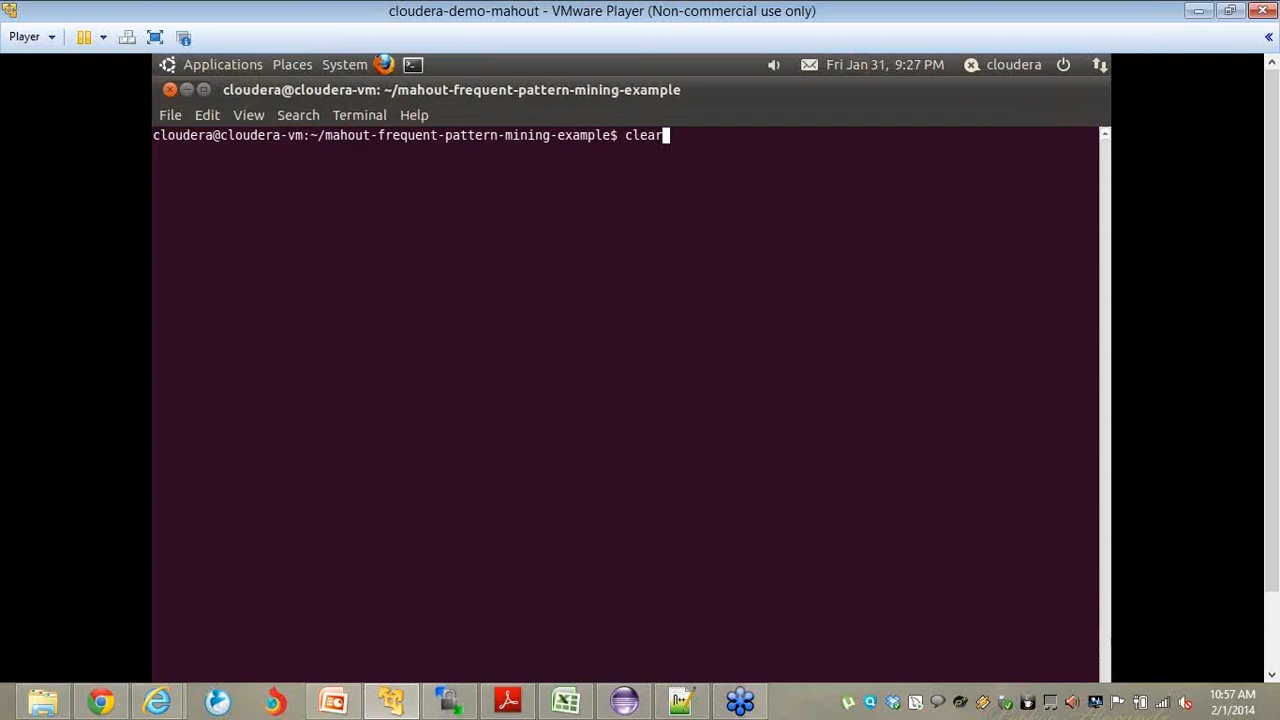 cloudera-demo-mahout - VMware Player (Non-commercial use only)
Player
Applications Places System Fri Jan 31, 9:27 PM cloudera
cloudera@cloudera-vm: ~/mahout-frequent-pattern-mining-example
File Edit View Search Terminal Help
cloudera@cloudera-vm:~/mahout-frequent-pattern-mining-example$ clear
10:57 AM
2/1/2014